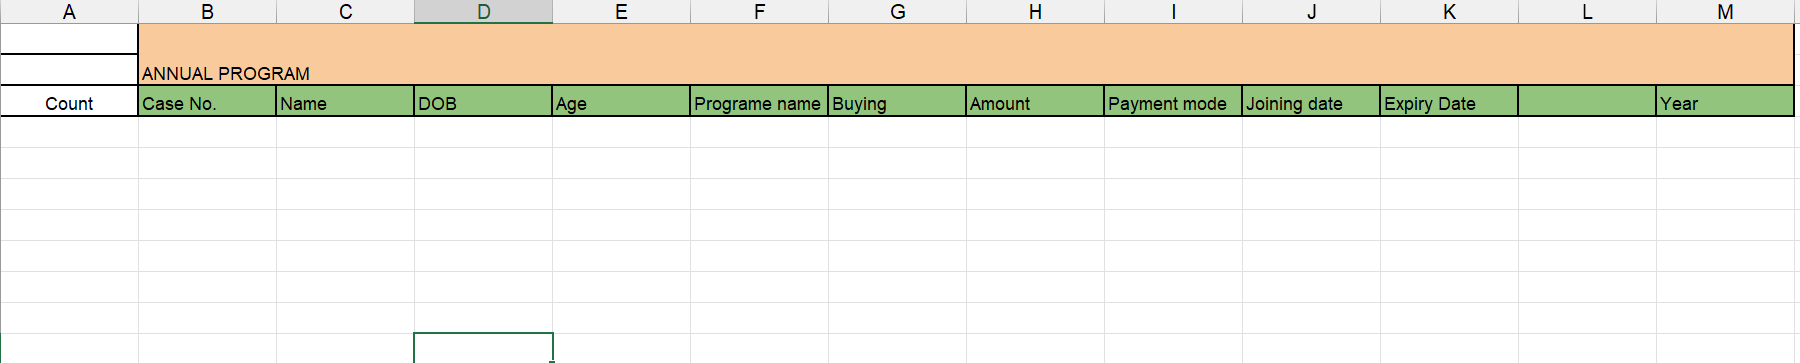 A B C D E F G H I J K L M
ANNUAL PROGRAM
Count Case No. Name DOB Age Programe name Buying Amount Payment mode Joining date Expiry Date Year